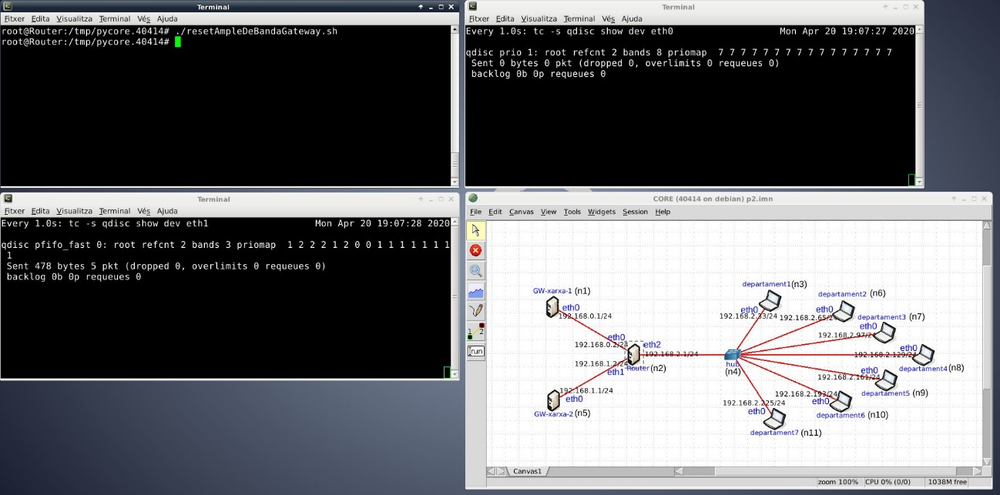 Terminal
Fitxer Edita Visualitza Terminal Vés Ajuda
root@Router:/tmp/pycore.40414# ./resetAmpleDeBandaGateway.sh
root@Router:/tmp/pycore.40414#
Terminal
Fitxer Edita Visualitza Terminal Vés Ajuda
Every 1.0s: tc -s qdisc show dev eth0 Mon Apr 20 19:07:27 2020
qdisc prio 1: root refcnt 2 bands 8 priomap 7 7 7 7 7 7 7 7 7 7 7 7 7 7 7 7
Sent 0 bytes 0 pkt (dropped 0, overlimits 0 requeues 0)
backlog 0b 0p requeues 0
Terminal
Fitxer Edita Visualitza Terminal Vés Ajuda
Every 1.0s: tc -s qdisc show dev eth1 Mon Apr 20 19:07:28 2020
qdisc pfifo_fast 0: root refcnt 2 bands 3 priomap 1 2 2 2 1 2 0 0 1 1 1 1 1 1 1
1
Sent 478 bytes 5 pkt (dropped 0, overlimits 0 requeues 0)
backlog 0b 0p requeues 0
CORE (40414 on debian) p2.imn
File Edit Canvas View Tools Widgets Session Help
1 2
run
GW-xarxa-1 (n1)
eth0
192.168.0.1/24
eth0
192.168.0.2/24
eth2
192.168.2.1/24
192.168.1.2/24
eth1
Router (n2)
192.168.1.1/24
eth0
GW-xarxa-2 (n5)
hub
(n4)
departament1 (n3)
eth0
192.168.2.33/24
departament2 (n6)
eth0
192.168.2.65/24
departament3 (n7)
eth0
192.168.2.97/24
eth0
192.168.2.129/24
departament4 (n8)
eth0
192.168.2.161/24
departament5 (n9)
192.168.2.193/24
eth0
departament6 (n10)
192.168.2.225/24
eth0
departament7 (n11)
Canvas1
zoom 100% CPU 0% (0/0) 1038M free